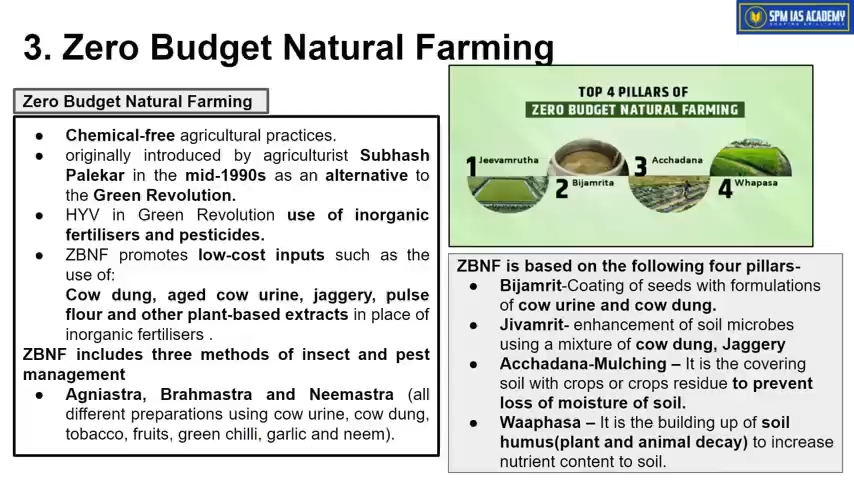 SPM IAS ACADEMY
3. Zero Budget Natural Farming
Zero Budget Natural Farming
● Chemical-free agricultural practices.
● originally introduced by agriculturist Subhash
Palekar in the mid-1990s as an alternative to
the Green Revolution.
● HYV in Green Revolution use of inorganic
fertilisers and pesticides.
● ZBNF promotes low-cost inputs such as the
use of:
Cow dung, aged cow urine, jaggery, pulse
flour and other plant-based extracts in place of
inorganic fertilisers .
ZBNF includes three methods of insect and pest
management
● Agniastra, Brahmastra and Neemastra (all
different preparations using cow urine, cow dung,
tobacco, fruits, green chilli, garlic and neem).
TOP 4 PILLARS OF
ZERO BUDGET NATURAL FARMING
1 Jeevamrutha
2 Bijamrita
3 Acchadana
4 Whapasa
ZBNF is based on the following four pillars-
● Bijamrit-Coating of seeds with formulations
of cow urine and cow dung.
● Jivamrit- enhancement of soil microbes
using a mixture of cow dung, Jaggery
● Acchadana-Mulching – It is the covering
soil with crops or crops residue to prevent
loss of moisture of soil.
● Waaphasa – It is the building up of soil
humus(plant and animal decay) to increase
nutrient content to soil.